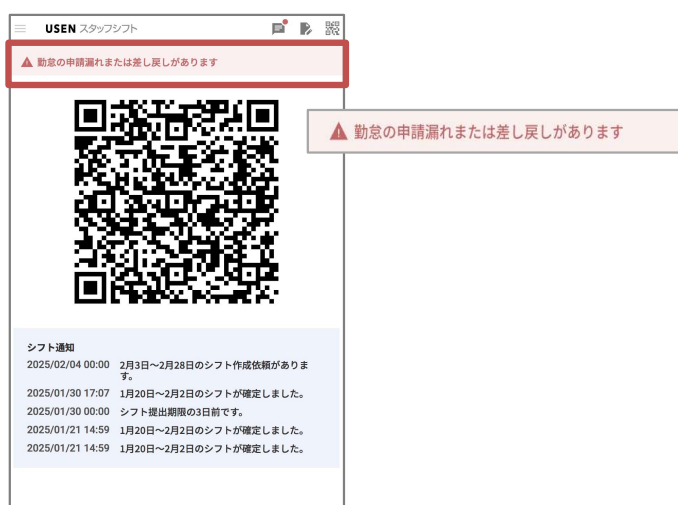 USEN スタッフシフト
勤怠の申請漏れまたは差し戻しがあります
勤怠の申請漏れまたは差し戻しがあります
シフト通知
2025/02/04 00:00 2月3日～2月28日のシフト作成依頼がありま
す。
2025/01/30 17:07 1月20日～2月2日のシフトが確定しました。
2025/01/30 00:00 シフト提出期限の3日前です。
2025/01/21 14:59 1月20日～2月2日のシフトが確定しました。
2025/01/21 14:59 1月20日～2月2日のシフトが確定しました。